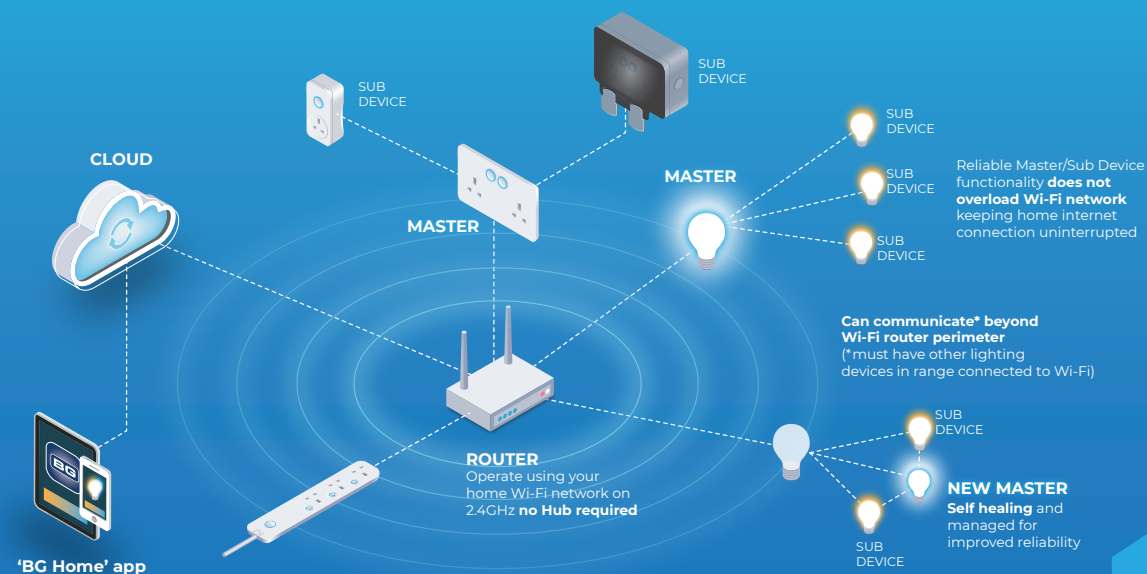 SUB
DEVICE
SUB
DEVICE
CLOUD
MASTER
MASTER
SUB
DEVICE
SUB
DEVICE
SUB
DEVICE
Reliable Master/Sub Device
functionality does not
overload Wi-Fi network
keeping home internet
connection uninterrupted
Can communicate* beyond
Wi-Fi router perimeter
(*must have other lighting
devices in range connected to Wi-Fi)
ROUTER
Operate using your
home Wi-Fi network on
2.4GHz no Hub required
SUB
DEVICE
NEW MASTER
Self healing and
managed for
improved reliability
SUB
DEVICE
BG
'BG Home' app